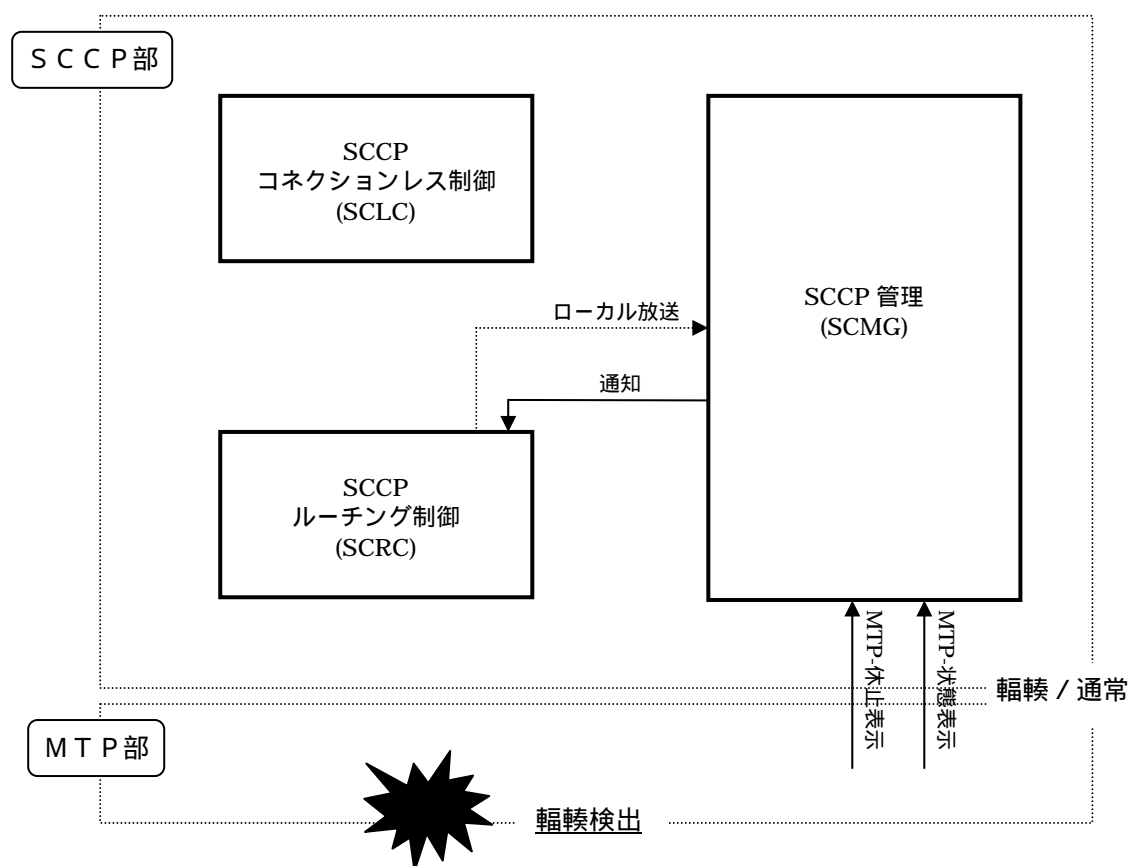 ＳＣＣＰ部
SCCP
コネクションレス制御
(SCLC)
SCCP 管理
(SCMG)
ローカル放送
通知
SCCP
ルーチング制御
(SCRC)
MTP-休止表示
MTP-状態表示
輻輳 / 通常
ＭＴＰ部
輻輳検出